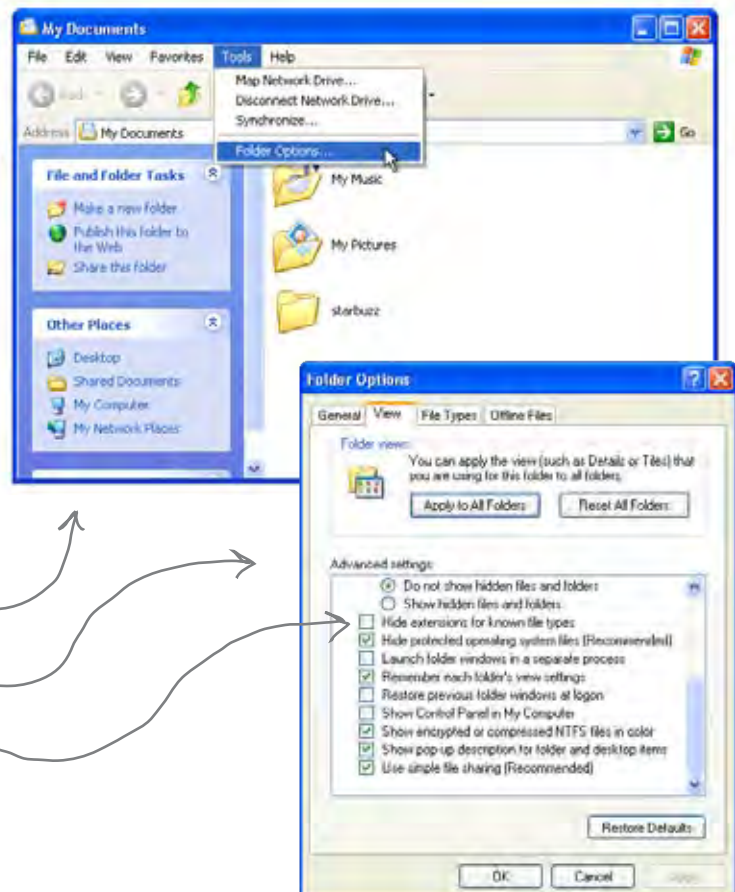 My Documents
File Edit View Favorites Tools Help
Map Network Drive...
Disconnect Network Drive...
Synchronize...
Folder Options...
Back
Address My Documents
Go
File and Folder Tasks
Make a new folder
Publish this folder to
the Web
Share this folder
Other Places
Desktop
Shared Documents
My Computer
My Network Places
My Music
My Pictures
starbuzz
Folder Options
General View File Types Offline Files
Folder views
You can apply the view (such as Details or Tiles) that
you are using for this folder to all folders.
Apply to All Folders Reset All Folders
Advanced settings:
Do not show hidden files and folders
Show hidden files and folders
Hide extensions for known file types
Hide protected operating system files (Recommended)
Launch folder windows in a separate process
Remember each folder's view settings
Restore previous folder windows at logon
Show Control Panel in My Computer
Show encrypted or compressed NTFS files in color
Show pop-up description for folder and desktop items
Use simple file sharing (Recommended)
Restore Defaults
OK Cancel Apply